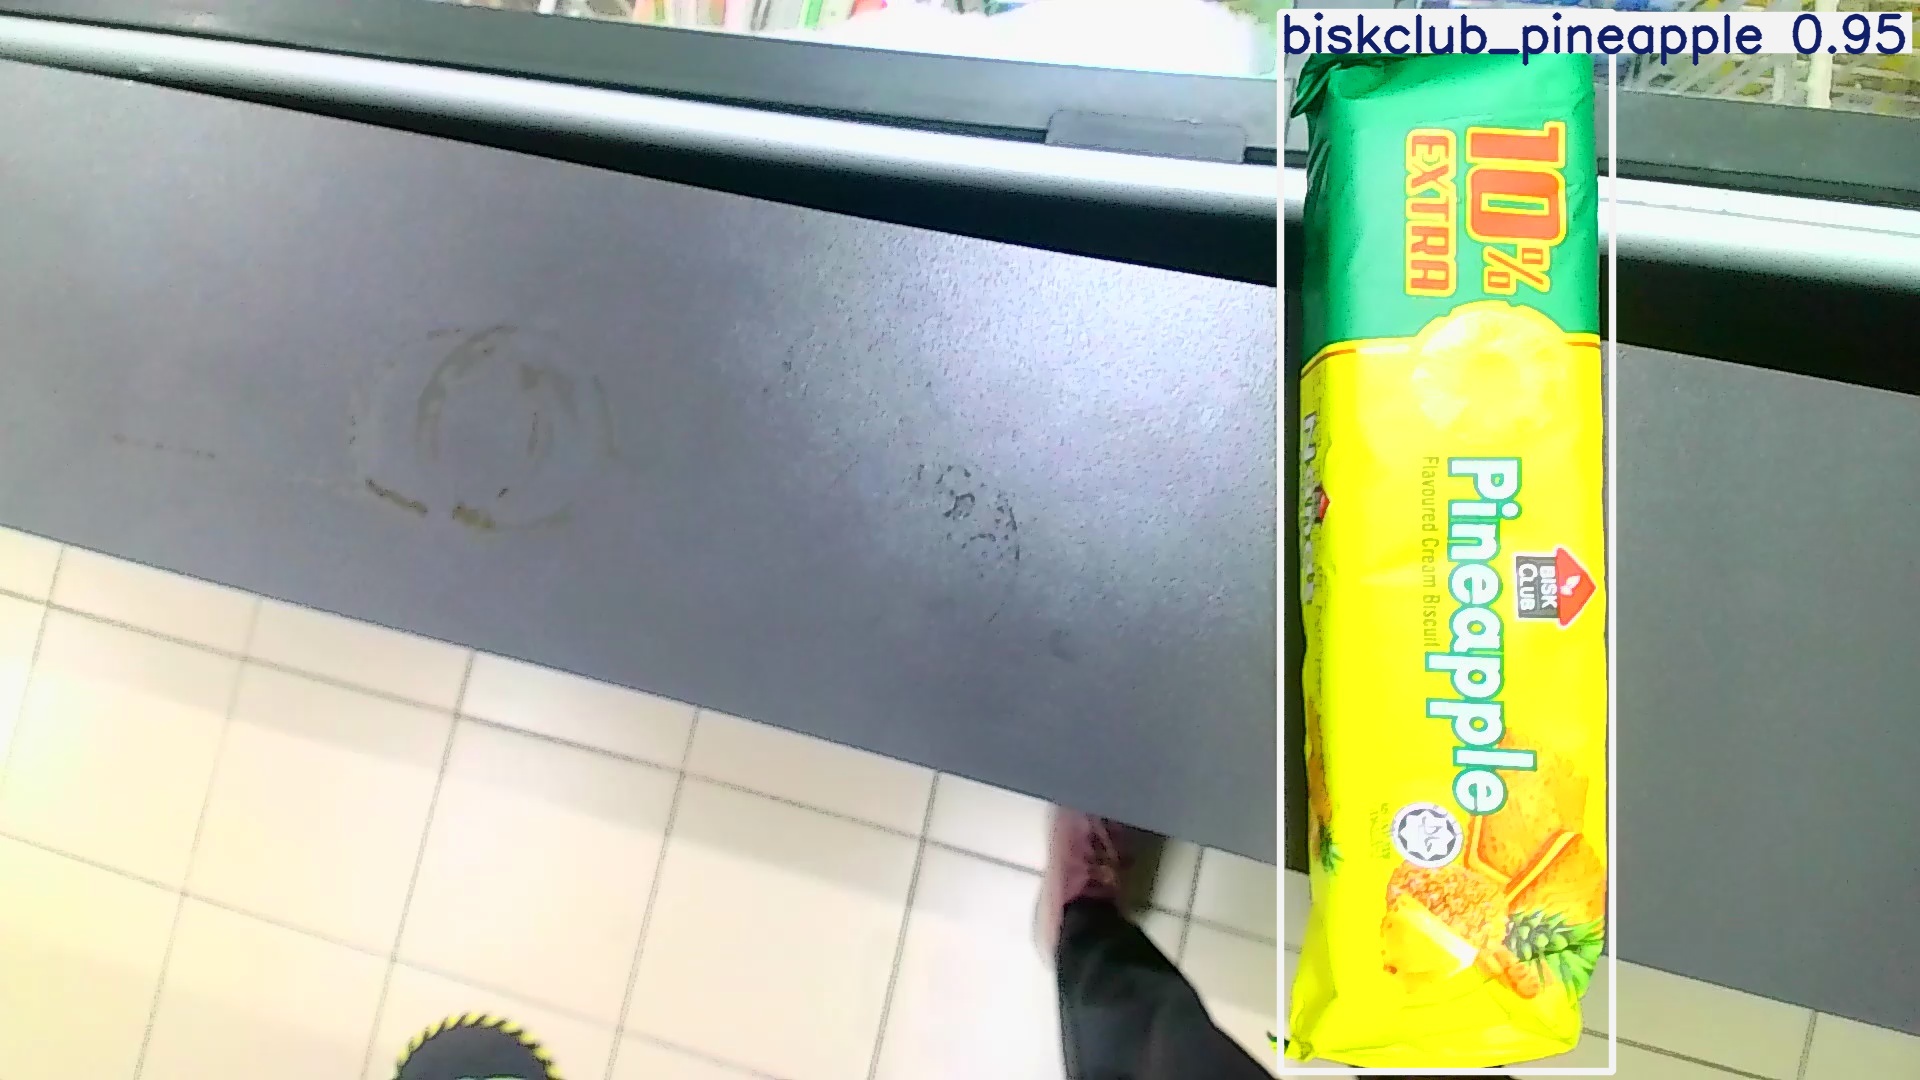 biskclub_pineapple 0.95
10%
EXTRA
BISK
CLUB
Pineapple
Flavoured Cream Biscuit